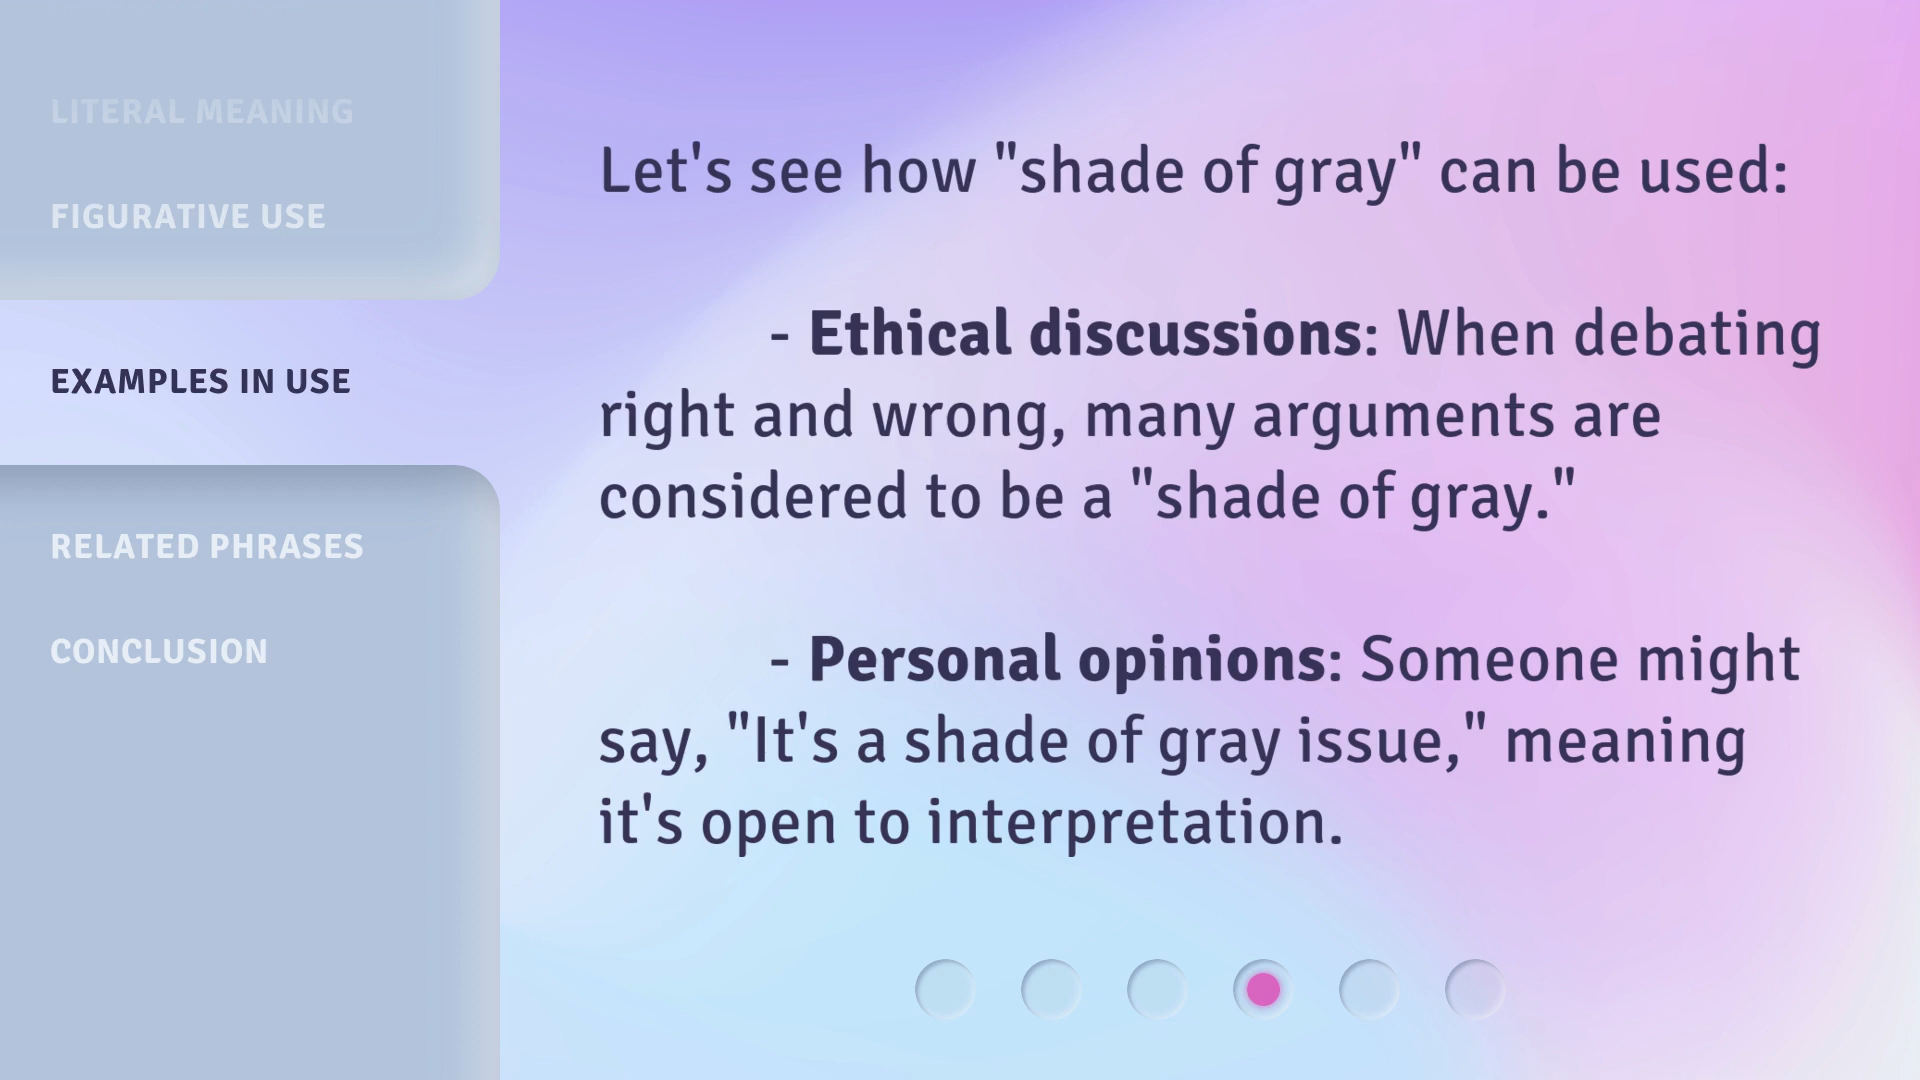 LITERAL MEANING
FIGURATIVE USE
EXAMPLES IN USE
RELATED PHRASES
CONCLUSION
Let's see how "shade of gray" can be used:
- Ethical discussions: When debating
right and wrong, many arguments are
considered to be a "shade of gray."
- Personal opinions: Someone might
say, "It's a shade of gray issue," meaning
it's open to interpretation.